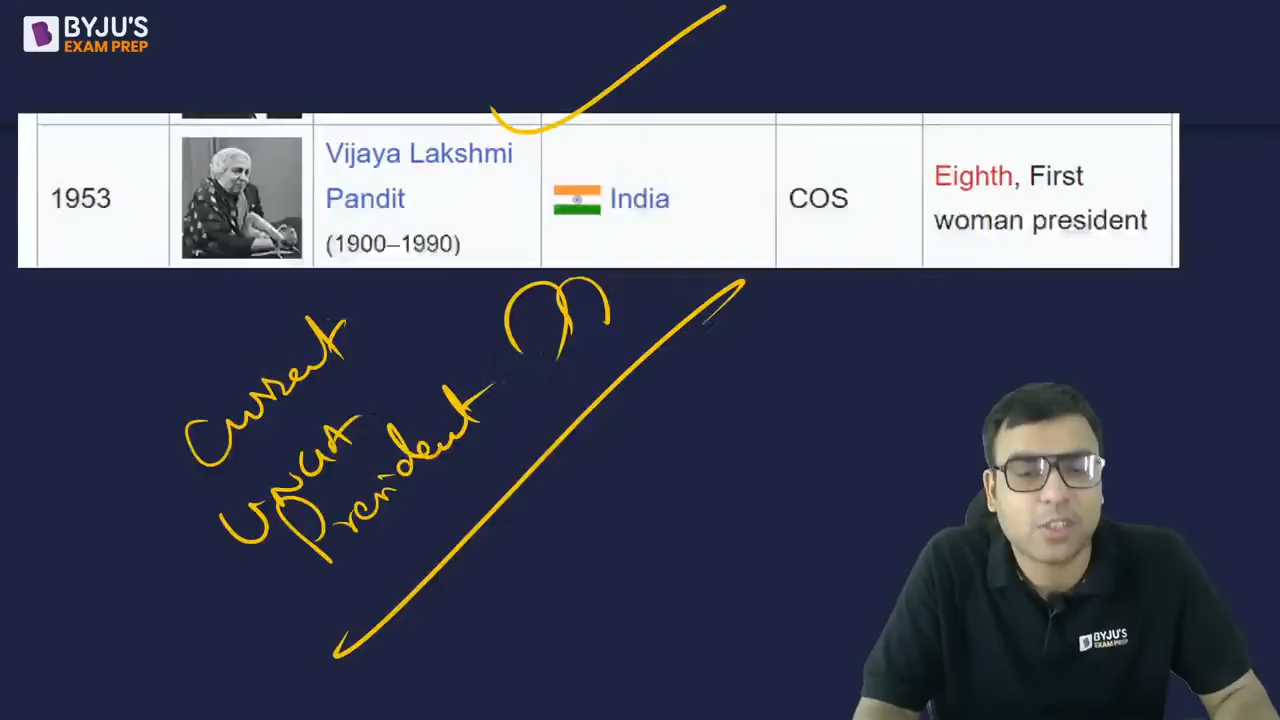 BYJU'S
EXAM PREP
1953
Vijaya Lakshmi
Pandit
(1900–1990)
India
COS
Eighth, First
woman president
Current
UNGA
President -
BYJU'S
EXAM PREP